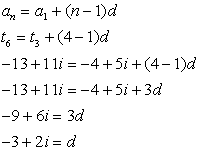 aₙ = a₁ + (n − 1)d
t₆ = t₃ + (4 − 1)d
−13 + 11i = −4 + 5i + (4 − 1)d
−13 + 11i = −4 + 5i + 3d
−9 + 6i = 3d
−3 + 2i = d